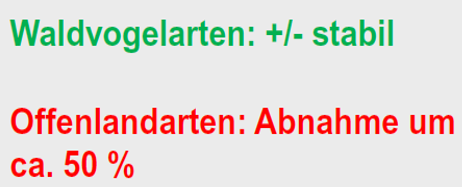 Waldvogelarten: +/- stabil
Offenlandarten: Abnahme um
ca. 50 %